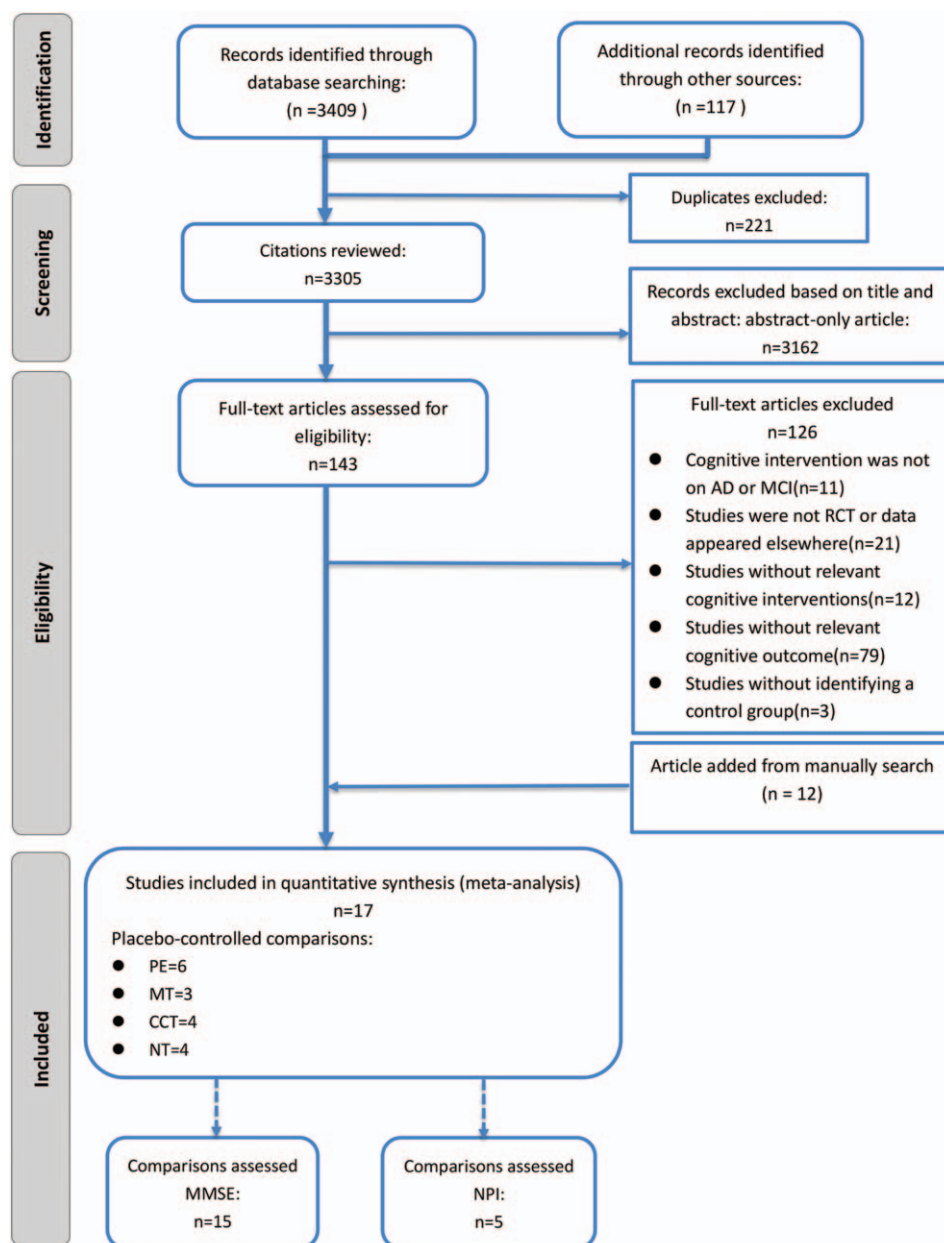 Identification
Records identified through
database searching:
(n =3409 )
Additional records identified
through other sources:
(n =117 )
Screening
Duplicates excluded:
n=221
Citations reviewed:
n=3305
Records excluded based on title and
abstract: abstract-only article:
n=3162
Eligibility
Full-text articles assessed for
eligibility:
n=143
Full-text articles excluded
n=126
● Cognitive intervention was not
on AD or MCI(n=11)
● Studies were not RCT or data
appeared elsewhere(n=21)
● Studies without relevant
cognitive interventions(n=12)
● Studies without relevant
cognitive outcome(n=79)
● Studies without identifying a
control group(n=3)
Article added from manually search
(n = 12)
Included
Studies included in quantitative synthesis (meta-analysis)
n=17
Placebo-controlled comparisons:
● PE=6
● MT=3
● CCT=4
● NT=4
Comparisons assessed
MMSE:
n=15
Comparisons assessed
NPI:
n=5